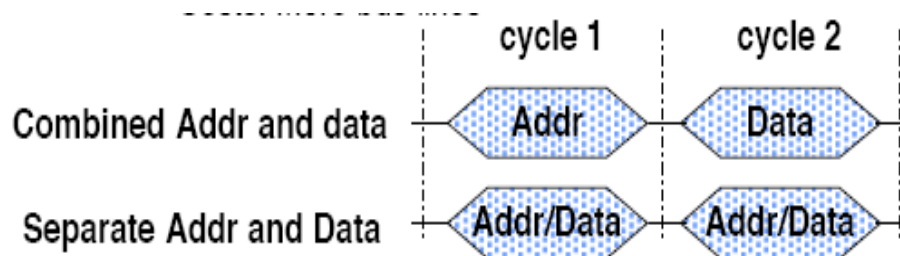 cycle 1 cycle 2
Combined Addr and data Addr Data
Separate Addr and Data Addr/Data Addr/Data